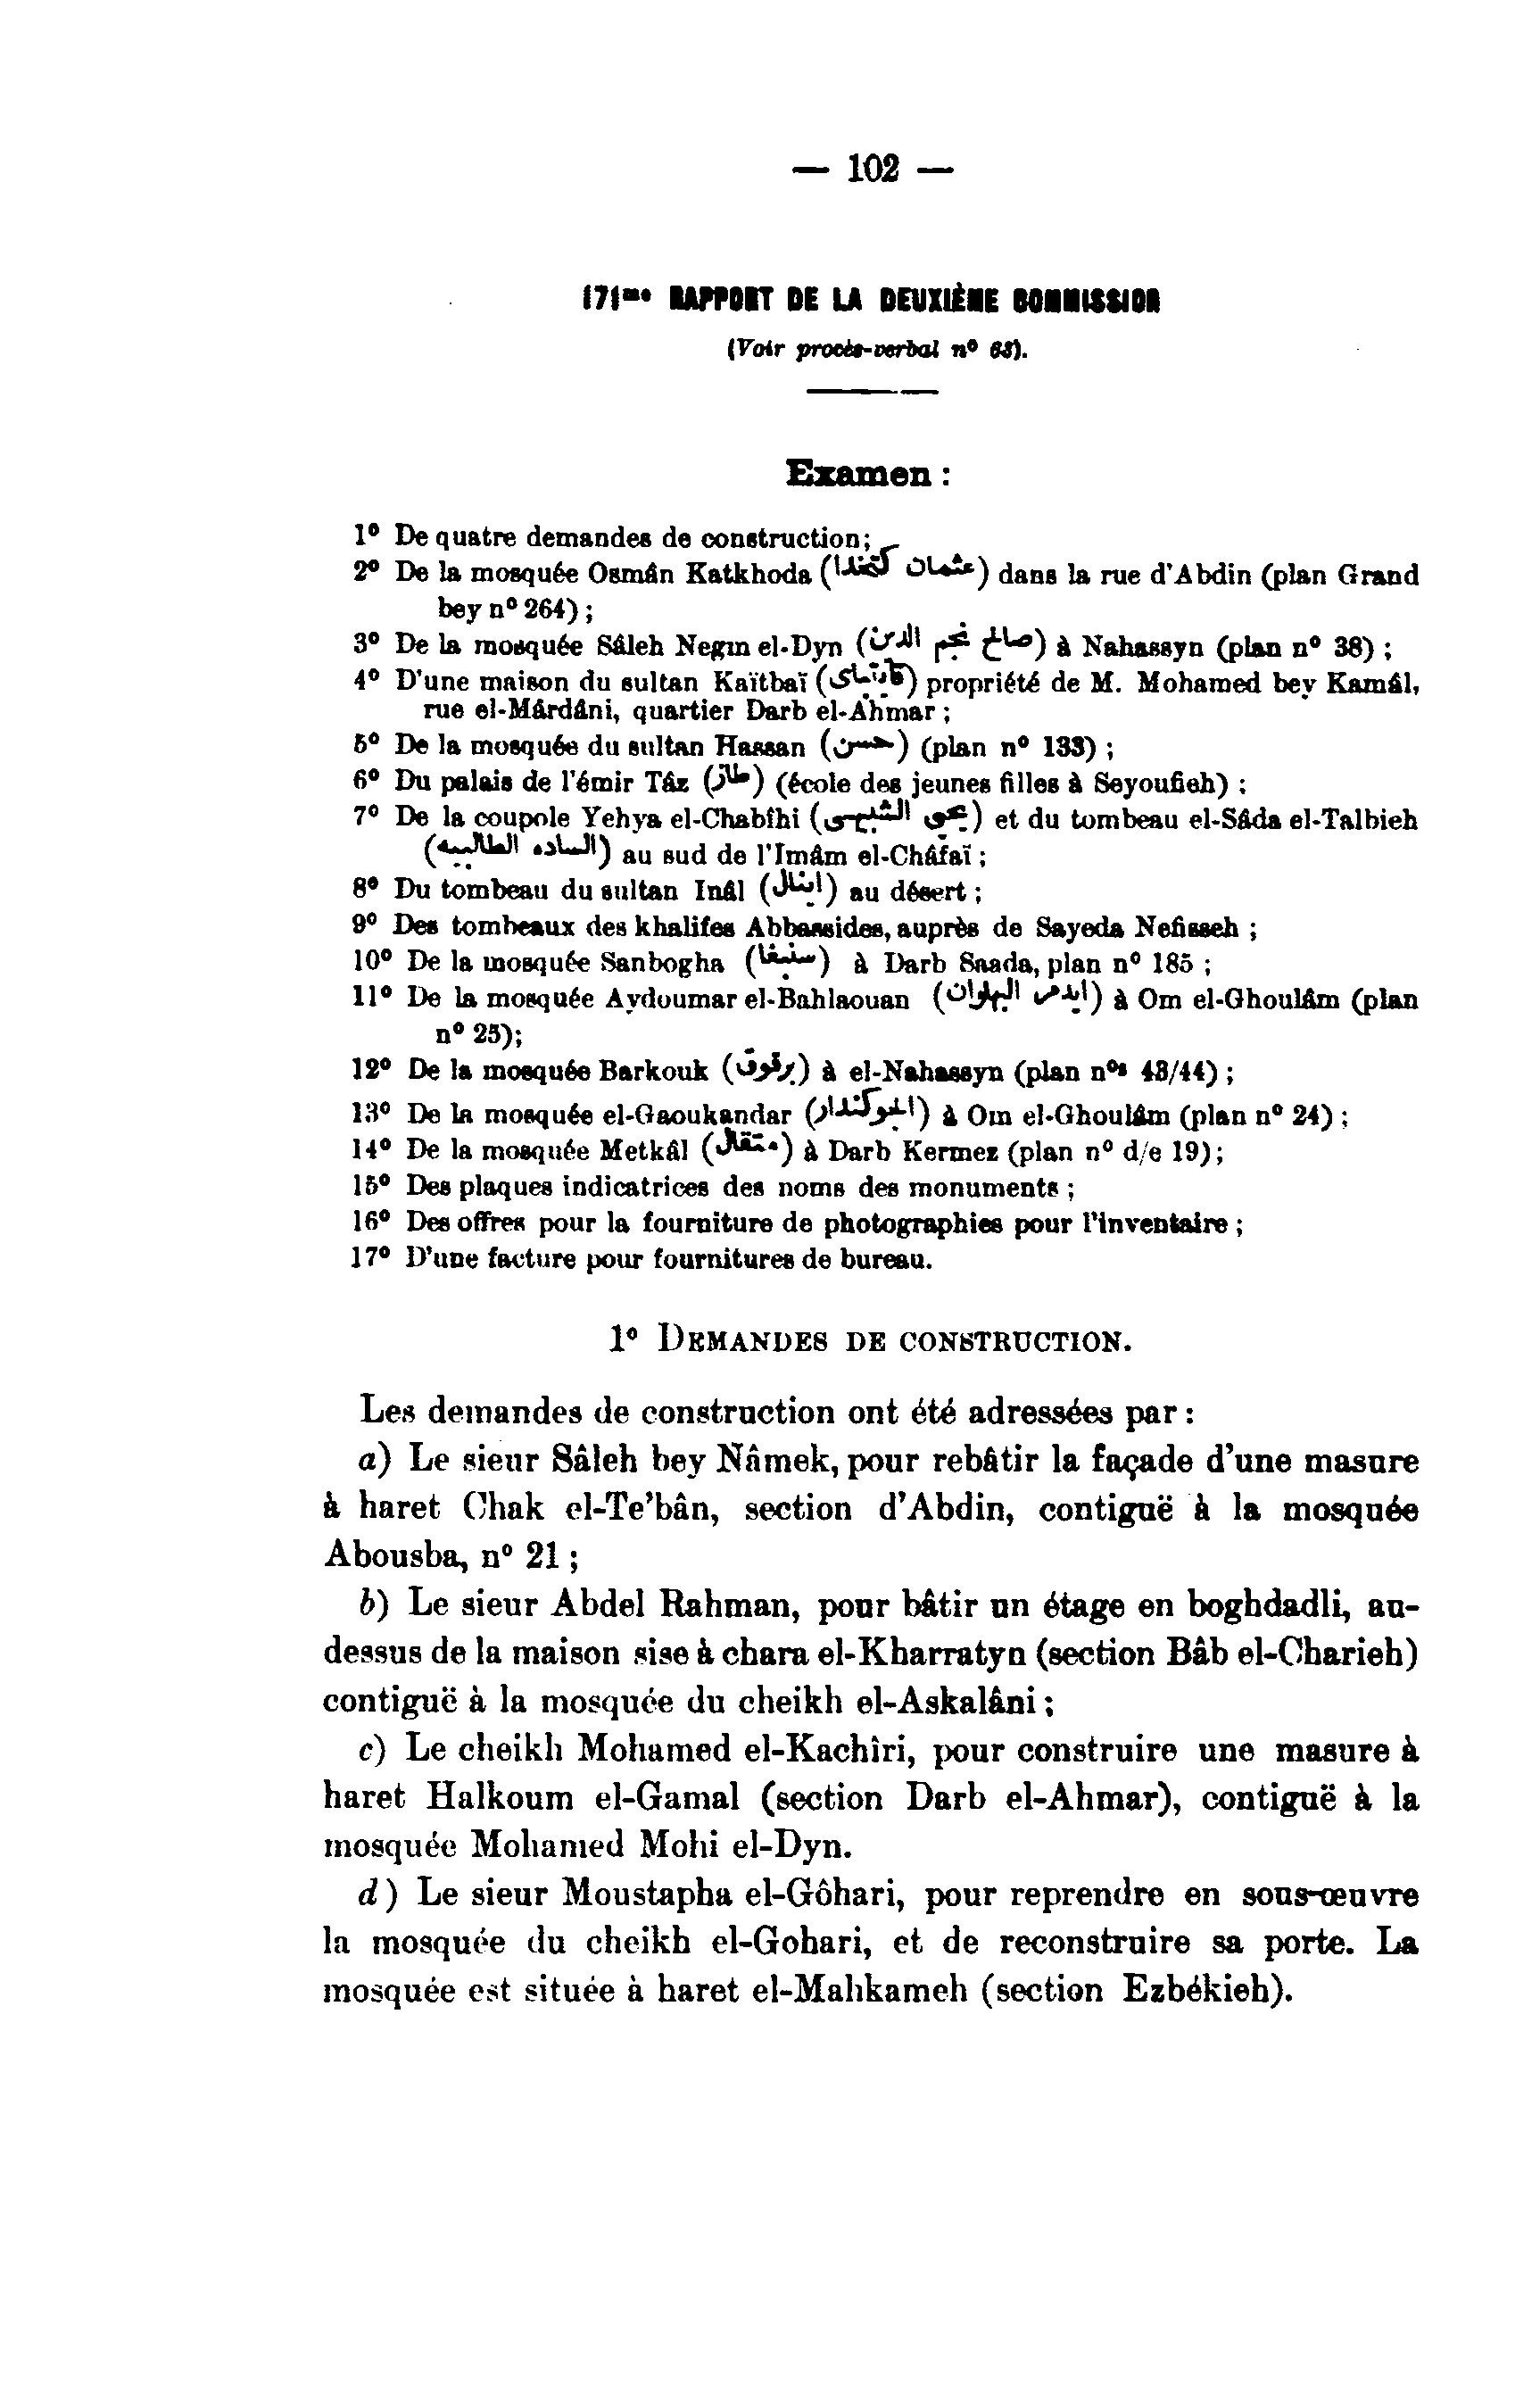 — 102 —
171me RAPPORT DE LA DEUXIÈME COMMISSION
(Voir procès-verbal n° 63).
Examen :
1° De quatre demandes de construction;
2° De la mosquée Osmân Katkhoda (عثمان كتخدا) dans la rue d'Abdin (plan Grand
bey n° 264) ;
3° De la mosquée Sâleh Negm el-Dyn (صالح نجم الدين) à Nahassyn (plan n° 38) ;
4° D'une maison du sultan Kaïtbaï (قايتباى) propriété de M. Mohamed bey Kamâl,
rue el-Mârdâni, quartier Darb el-Ahmar ;
5° De la mosquée du sultan Hassan (حسن) (plan n° 133) ;
6° Du palais de l'émir Tâz (طاز) (école des jeunes filles à Seyoufieh) ;
7° De la coupole Yehya el-Chabîhi (يحيى الشبيهى) et du tombeau el-Sâda el-Talbieh
(الساده الطالبيه) au sud de l'Imâm el-Châfaï ;
8° Du tombeau du sultan Inâl (اينال) au désert ;
9° Des tombeaux des khalifes Abbassides, auprès de Sayeda Nefisseh ;
10° De la mosquée Sanbogha (سنبغا) à Darb Saada, plan n° 185 ;
11° De la mosquée Aydoumar el-Bahlaouan (ايدمر البهلوان) à Om el-Ghoulâm (plan
n° 25);
12° De la mosquée Barkouk (برقوق) à el-Nahassyn (plan nos 43/44) ;
13° De la mosquée el-Gaoukandar (الجوكندار) à Om el-Ghoulâm (plan n° 24) ;
14° De la mosquée Metkâl (متقال) à Darb Kermez (plan n° d/e 19);
15° Des plaques indicatrices des noms des monuments ;
16° Des offres pour la fourniture de photographies pour l'inventaire ;
17° D'une facture pour fournitures de bureau.
1° DEMANDES DE CONSTRUCTION.
Les demandes de construction ont été adressées par :
a) Le sieur Sâleh bey Nâmek, pour rebâtir la façade d'une masure
à haret Chak el-Te'bân, section d'Abdin, contiguë à la mosquée
Abousba, n° 21 ;
b) Le sieur Abdel Rahman, pour bâtir un étage en boghdadli, au-
dessus de la maison sise à chara el-Kharratyn (section Bâb el-Charieh)
contiguë à la mosquée du cheikh el-Askalâni ;
c) Le cheikh Mohamed el-Kachîri, pour construire une masure à
haret Halkoum el-Gamal (section Darb el-Ahmar), contiguë à la
mosquée Mohamed Mohi el-Dyn.
d) Le sieur Moustapha el-Gôhari, pour reprendre en sous-œuvre
la mosquée du cheikh el-Gohari, et de reconstruire sa porte. La
mosquée est située à haret el-Mahkameh (section Ezbékieh).